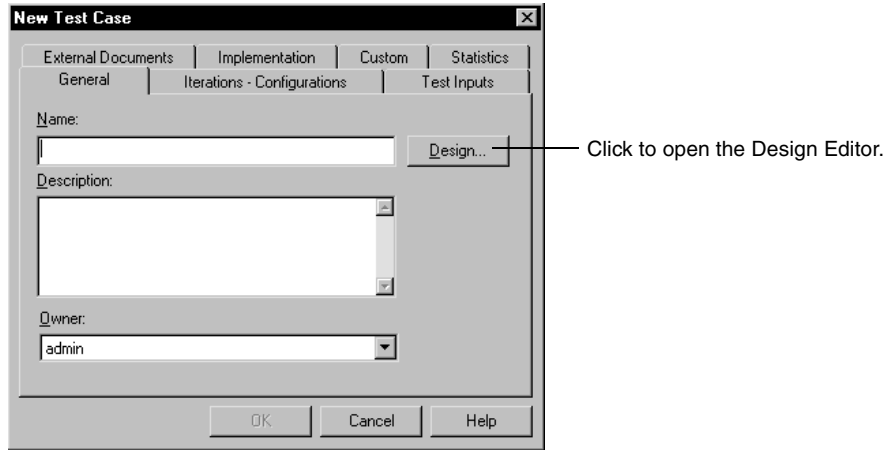 New Test Case
External Documents Implementation Custom Statistics
General Iterations - Configurations Test Inputs
Name:
Design... Click to open the Design Editor.
Description:
Owner:
admin
OK Cancel Help